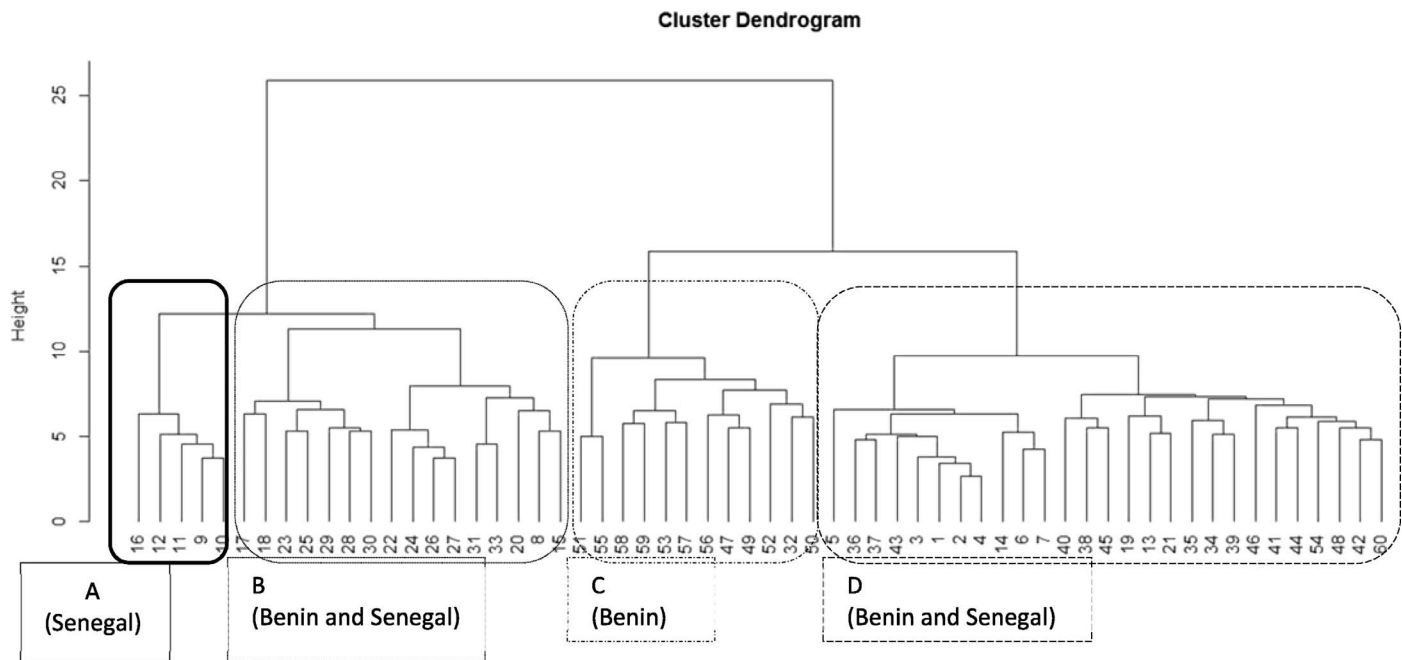 Cluster Dendrogram
Height
25
20
15
10
5
0
16 12 11 9 10 17 18 23 25 29 28 30 22 24 26 27 31 33 20 8 15 51 55 58 59 53 57 56 47 49 52 32 50 5 36 37 43 3 1 2 4 14 6 7 40 38 45 19 13 21 35 34 39 46 41 44 54 48 42 60
A
(Senegal)
B
(Benin and Senegal)
C
(Benin)
D
(Benin and Senegal)